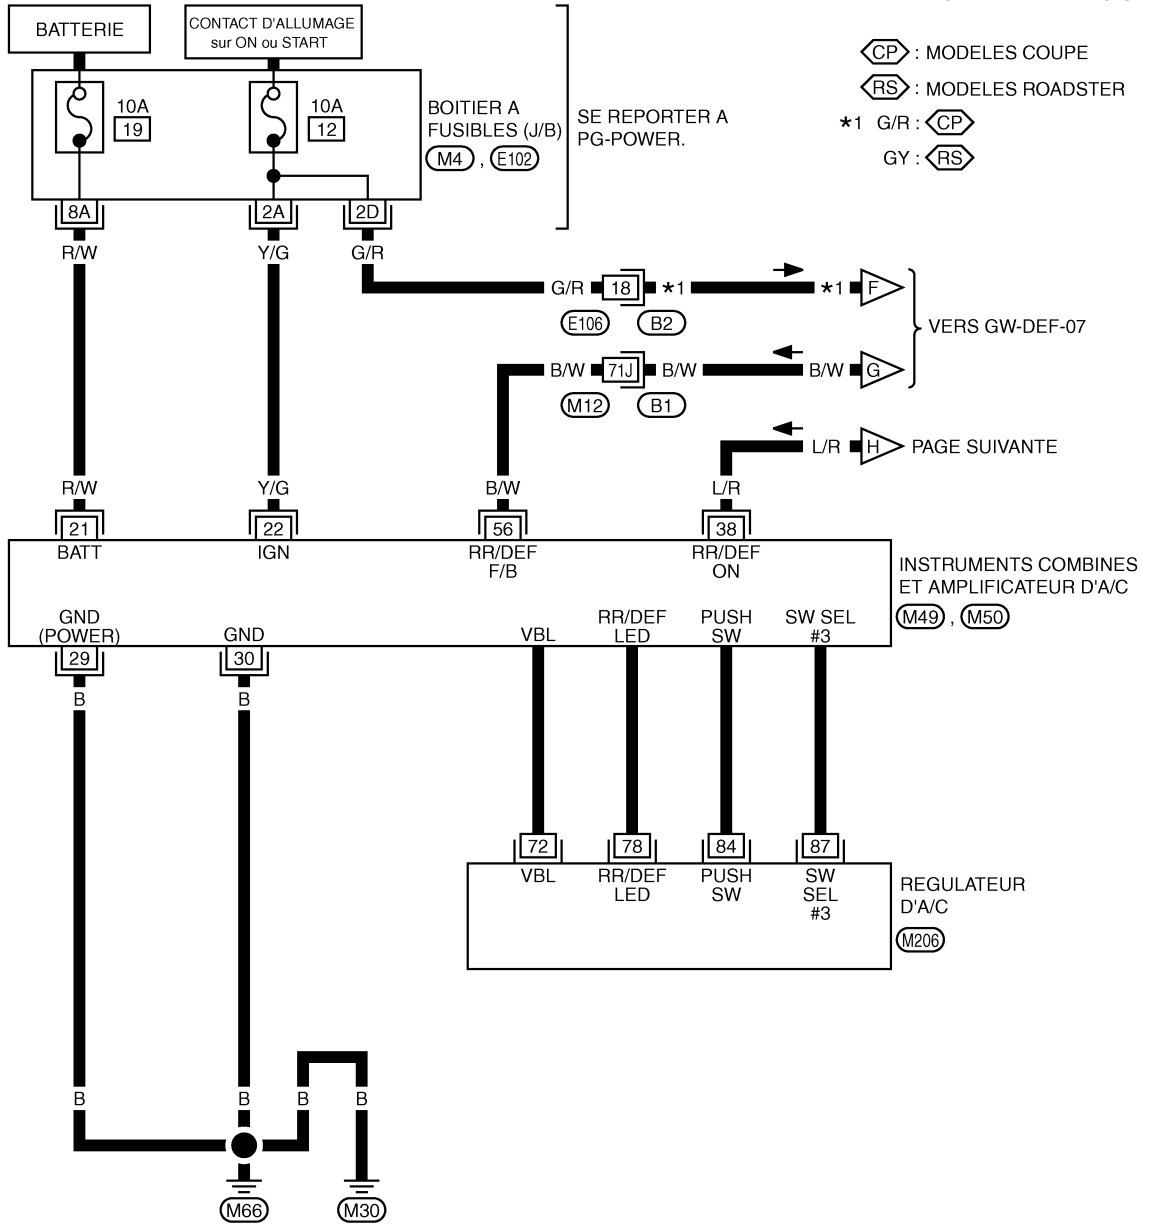 BATTERIE
CONTACT D'ALLUMAGE
sur ON ou START
10A
19
10A
12
BOITIER A
FUSIBLES (J/B)
M4 , E102
SE REPORTER A
PG-POWER.
CP : MODELES COUPE
RS : MODELES ROADSTER
*1 G/R : CP
GY : RS
8A
2A
2D
R/W
Y/G
G/R
G/R
18
*1
*1
F
E106
B2
VERS GW-DEF-07
B/W
71J
B/W
B/W
G
M12
B1
L/R
H
PAGE SUIVANTE
R/W
Y/G
B/W
L/R
21
22
56
38
BATT
IGN
RR/DEF
F/B
RR/DEF
ON
INSTRUMENTS COMBINES
ET AMPLIFICATEUR D'A/C
M49 , M50
GND
(POWER)
GND
VBL
RR/DEF
LED
PUSH
SW
SW SEL
#3
29
30
B
B
72
78
84
87
VBL
RR/DEF
LED
PUSH
SW
SW
SEL
#3
REGULATEUR
D'A/C
M206
B
B
B
B
M66
M30